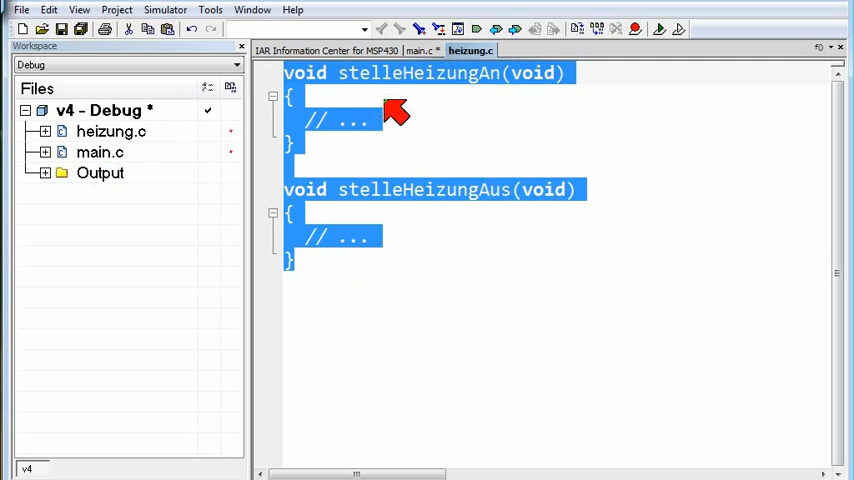 File Edit View Project Simulator Tools Window Help
Workspace
Debug
Files
v4 - Debug *
heizung.c
main.c
Output
v4
IAR Information Center for MSP430 main.c * heizung.c
f0
void stelleHeizungAn(void)
{
// ...
}
void stelleHeizungAus(void)
{
// ...
}